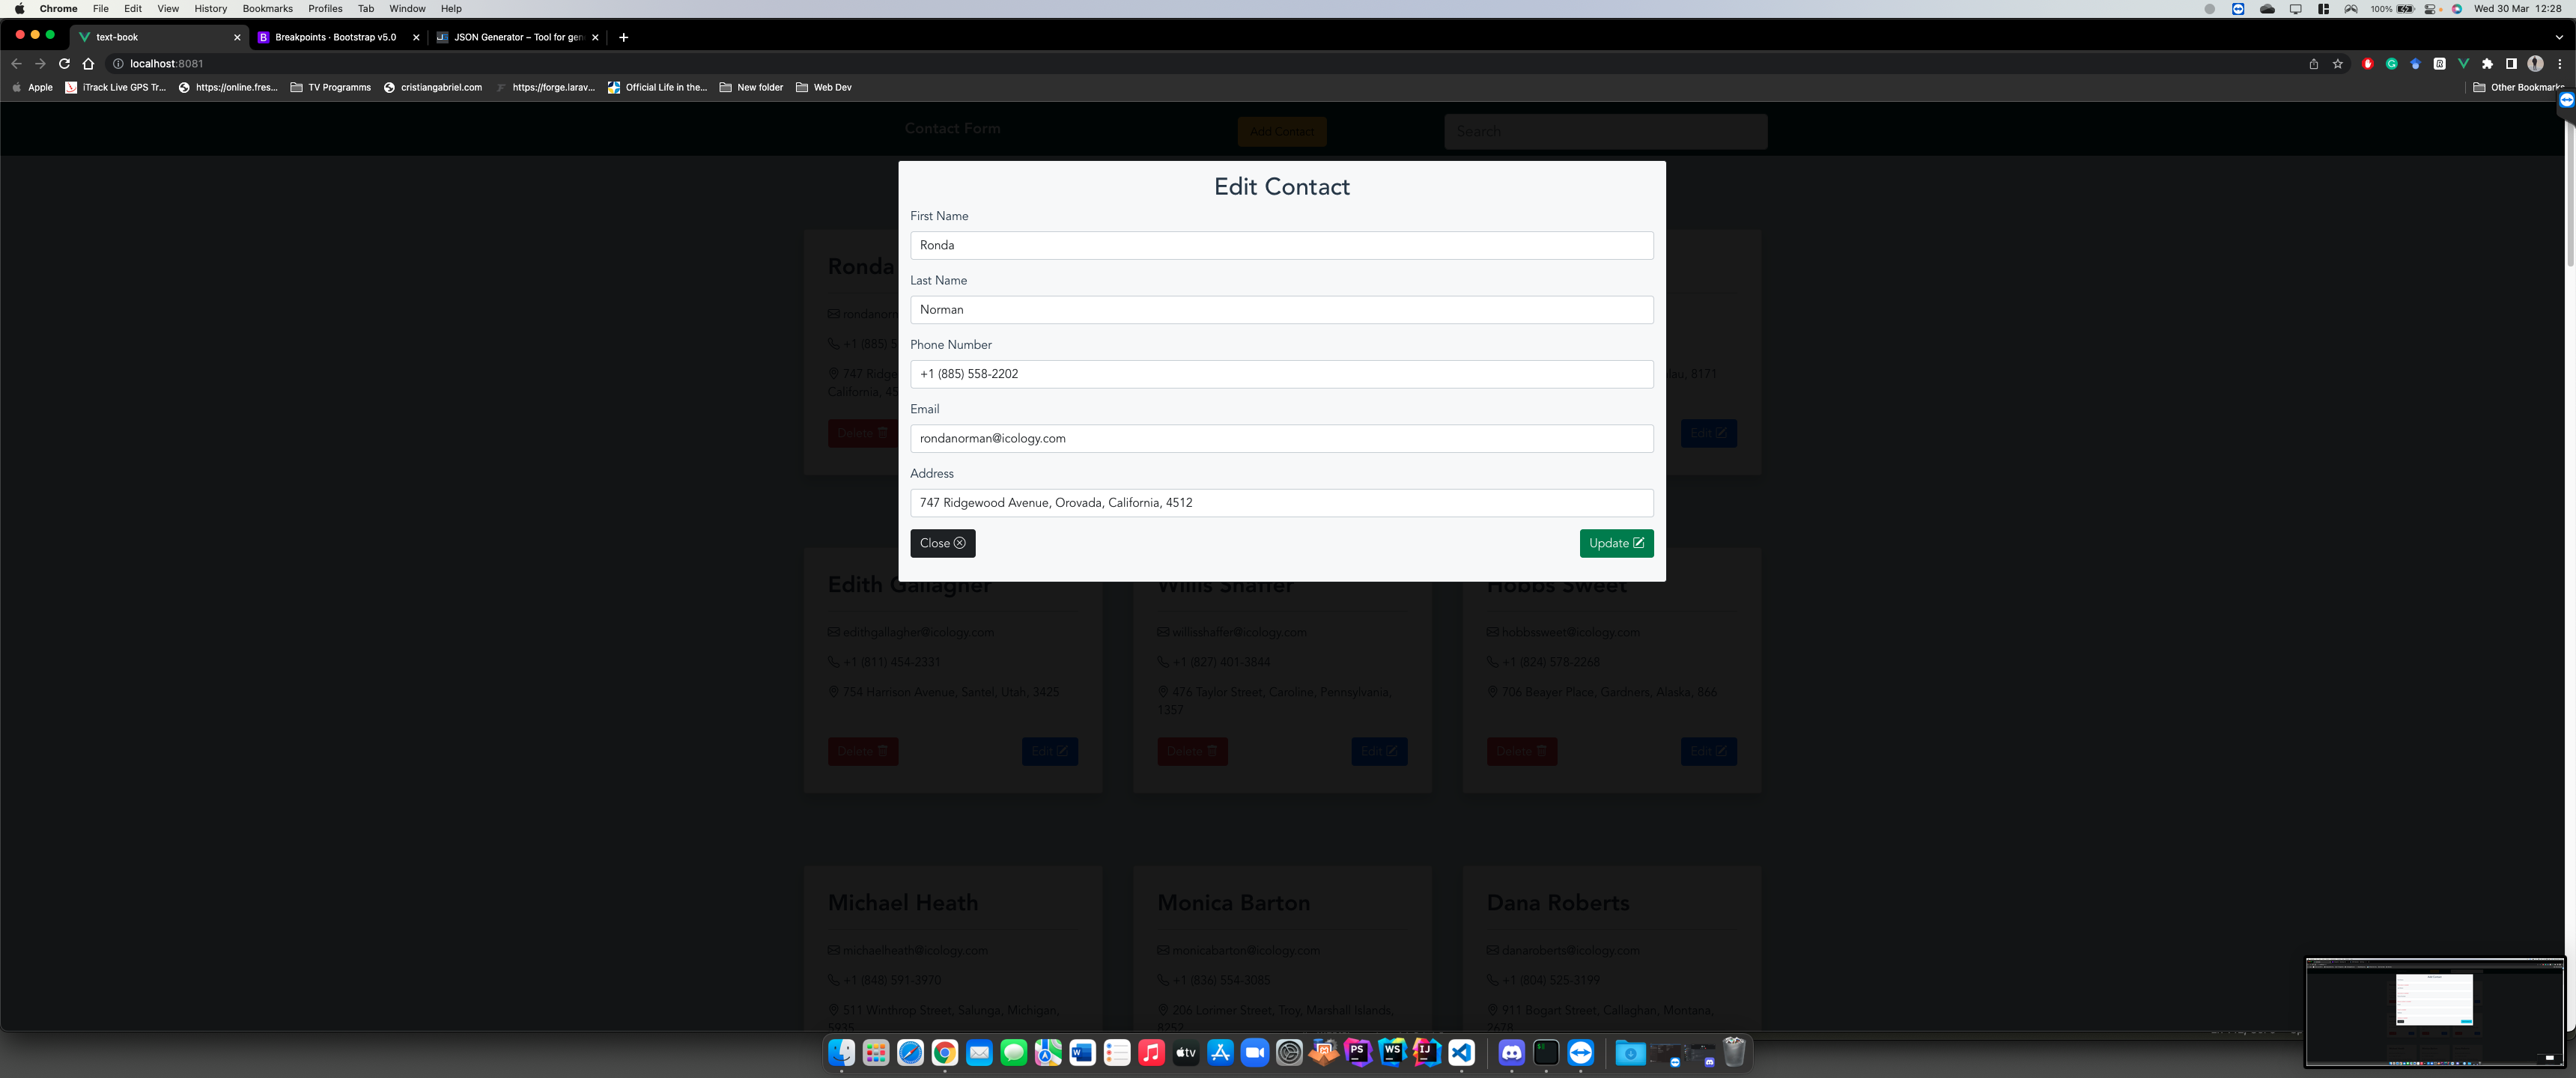 Chrome File Edit View History Bookmarks Profiles Tab Window Help 100% Wed 30 Mar 12:28
text-book Breakpoints · Bootstrap v5.0 JSON Generator – Tool for gen
localhost:8081
Apple iTrack Live GPS Tr... https://online.fres... TV Programms cristiangabriel.com https://forge.larav... Official Life in the... New folder Web Dev Other Bookmarks
Contact Form Add Contact Search
Edit Contact
First Name
Ronda
Last Name
Norman
Phone Number
+1 (885) 558-2202
Email
rondanorman@icology.com
Address
747 Ridgewood Avenue, Orovada, California, 4512
Close Update
Ronda
rondanorm
+1 (885) 5
747 Ridge
California, 45
Delete
8171
Edit
Edith Gallagher
edithgallagher@icology.com
+1 (811) 454-2331
754 Hamson Avenue, Santel, Utah, 3425
Delete Edit
Willis Shaffer
willisshaffer@icology.com
+1 (827) 401-3844
476 Taylor Street, Caroline, Pennsylvania,
1357
Delete Edit
Hobbs Sweet
hobbssweet@icology.com
+1 (824) 578-2268
706 Beayer Place, Gardners, Alaska, 866
Delete Edit
Michael Heath
michaelheath@icology.com
+1 (848) 591-3970
511 Winthrop Street, Salunga, Michigan,
5935
Monica Barton
monicabarton@icology.com
+1 (836) 554-3085
206 Lorimer Street, Troy, Marshall Islands,
8252
Dana Roberts
danaroberts@icology.com
+1 (804) 525-3199
911 Bogart Street, Callaghan, Montana,
2678
tv PS WS IJ